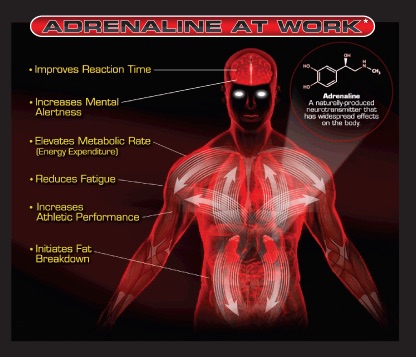 ADRENALINE AT WORK*
• Improves Reaction Time
• Increases Mental
Alertness
• Elevates Metabolic Rate
(Energy Expenditure)
• Reduces Fatigue
• Increases
Athletic Performance
• Initiates Fat
Breakdown
OH
HO
HO
N
H
CH₃
Adrenaline
A naturally-produced
neurotransmitter that
has widespread effects
on the body.